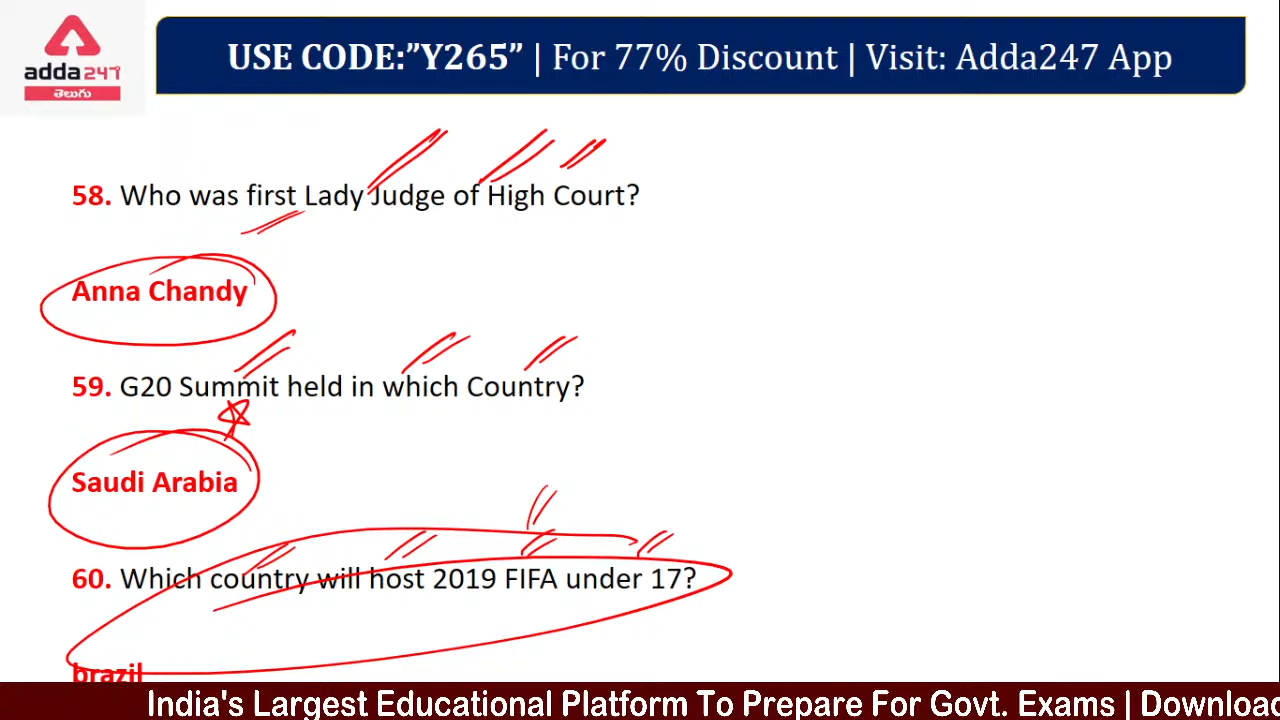 USE CODE:"Y265" | For 77% Discount | Visit: Adda247 App
adda247
తెలుగు
58. Who was first Lady Judge of High Court?
Anna Chandy
59. G20 Summit held in which Country?
Saudi Arabia
60. Which country will host 2019 FIFA under 17?
brazil
India's Largest Educational Platform To Prepare For Govt. Exams | Download